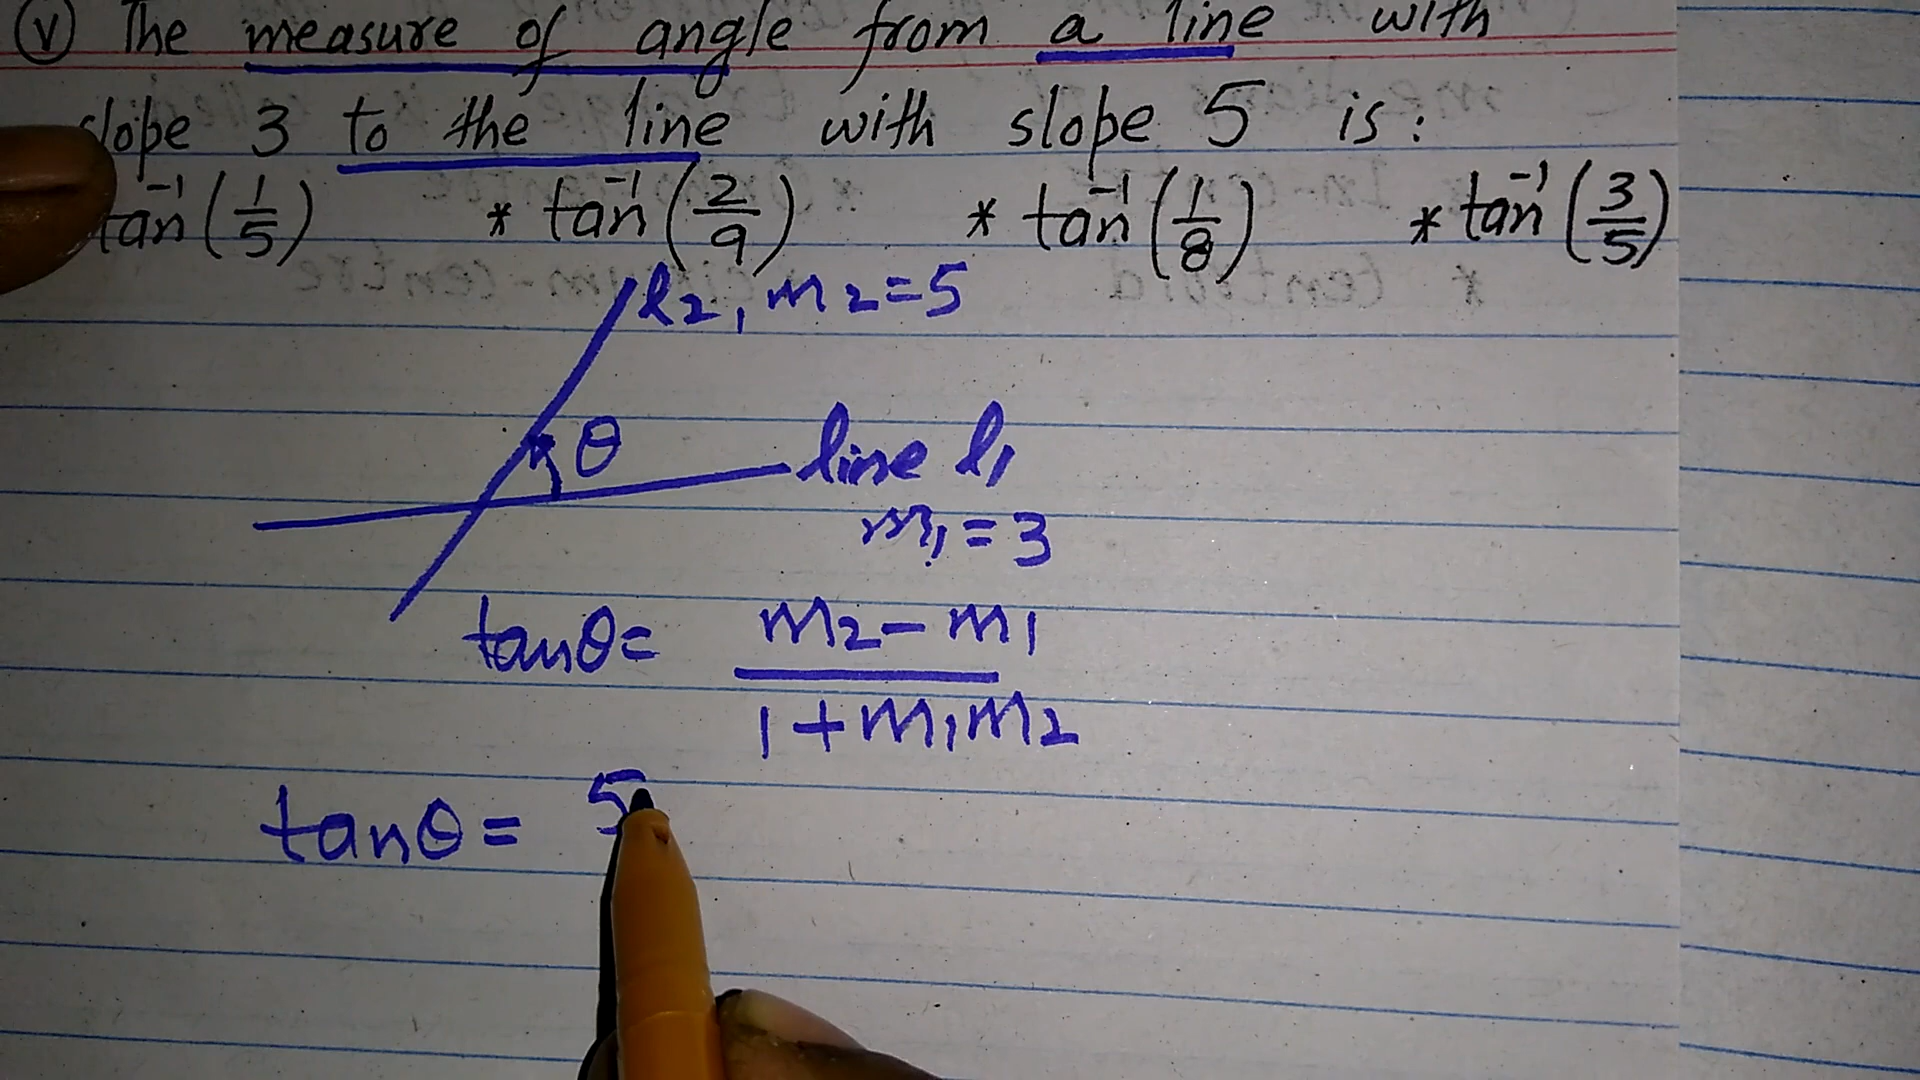 (v) The measure of angle from a line with
slope 3 to the line with slope 5 is:
tan⁻¹(1/5) * tan⁻¹(2/9) * tan⁻¹(1/8) * tan⁻¹(3/5)
l₂, m₂=5
θ
line l₁
m₁=3
tanθ= m₂-m₁
1+m₁m₂
tanθ= 5